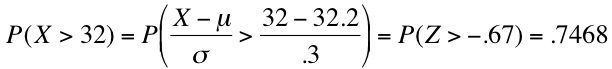 P(X > 32) = P((X − μ)/σ > (32 − 32.2)/.3) = P(Z > −.67) = .7468